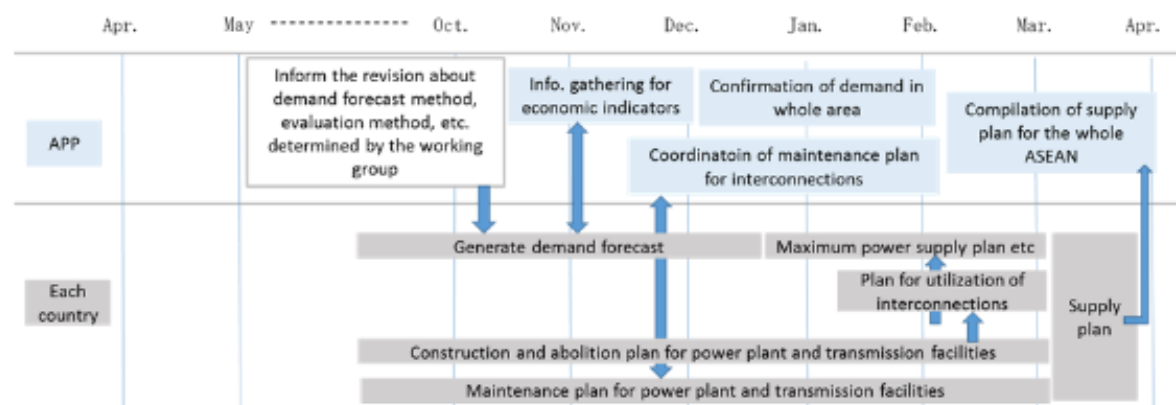 Apr. May Oct. Nov. Dec. Jan. Feb. Mar. Apr.
APP
Inform the revision about
demand forecast method,
evaluation method, etc.
determined by the working
group
Info. gathering for
economic indicators
Confirmation of demand in
whole area
Coordinatoin of maintenance plan
for interconnections
Compilation of supply
plan for the whole
ASEAN
Each
country
Generate demand forecast
Maximum power supply plan etc
Plan for utilization of
interconnections
Construction and abolition plan for power plant and transmission facilities
Maintenance plan for power plant and transmission facilities
Supply
plan